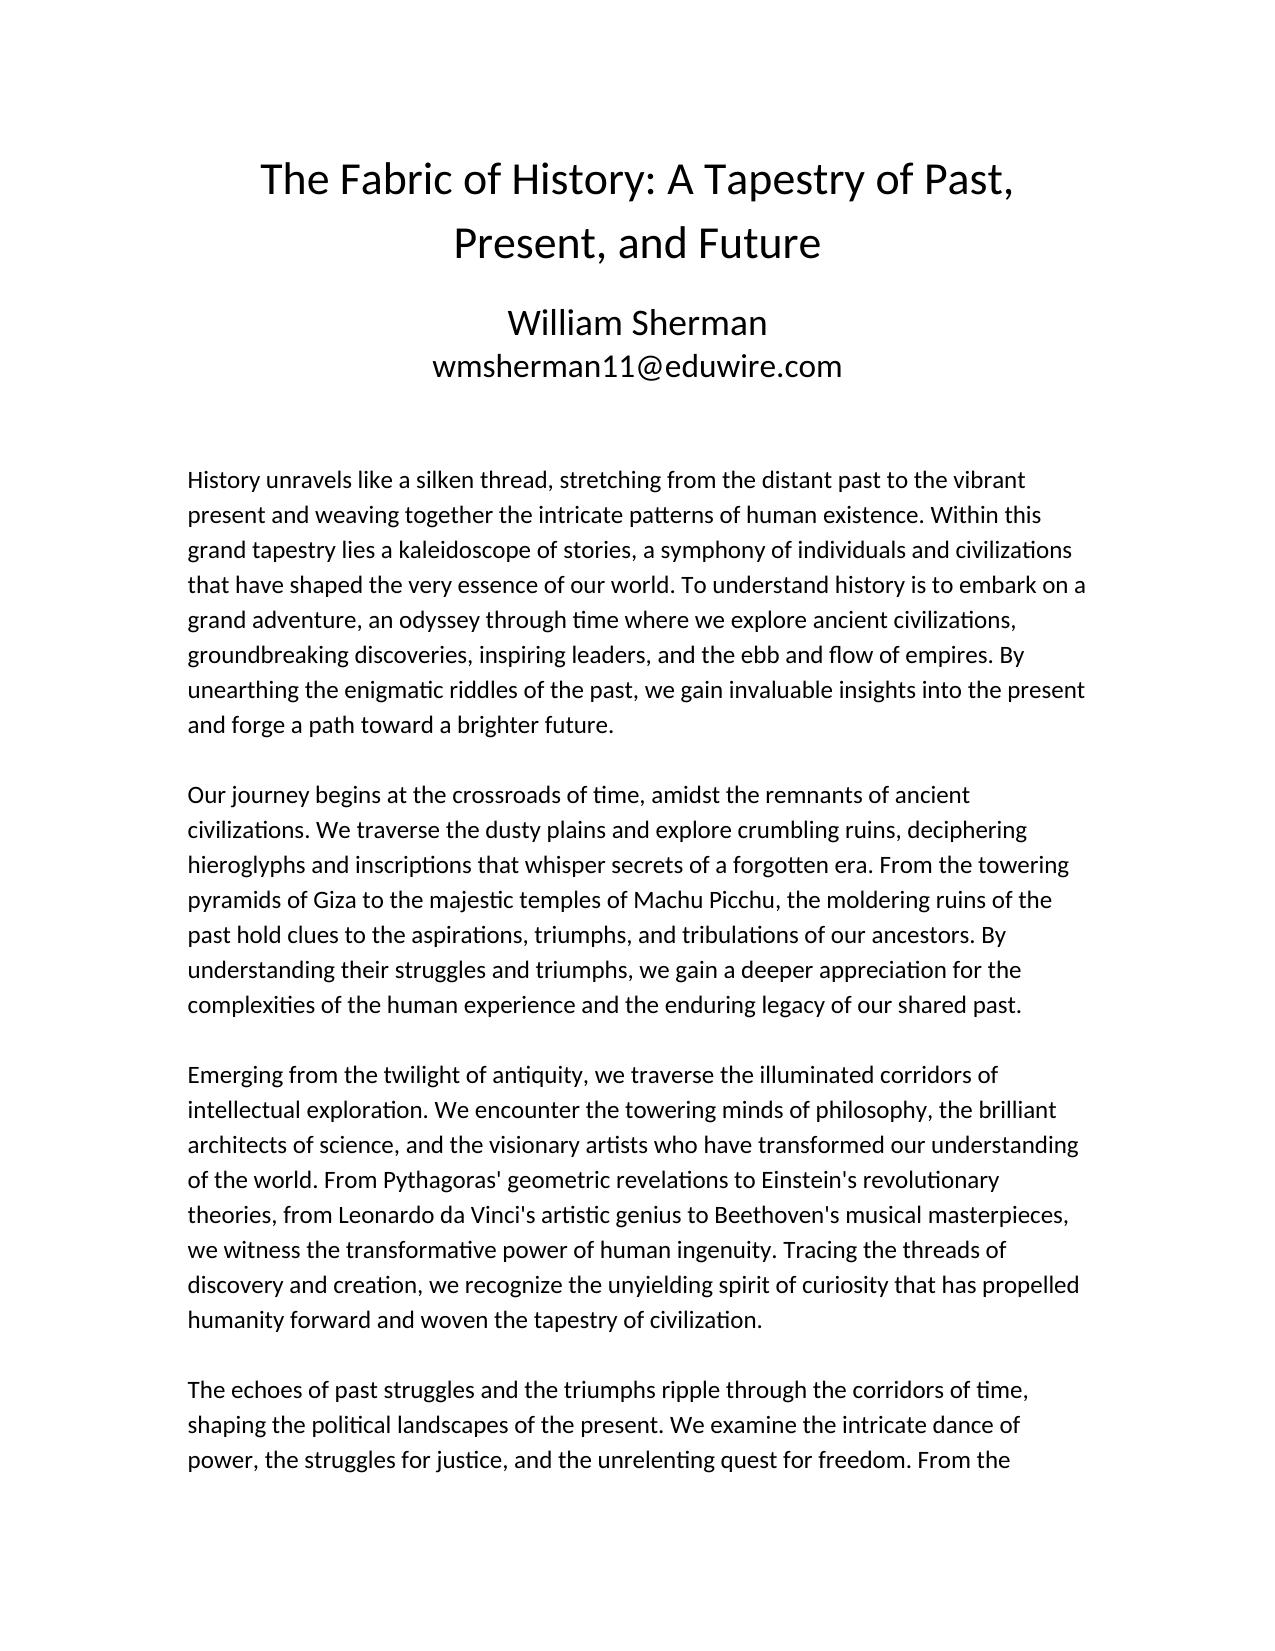 The Fabric of History: A Tapestry of Past,
Present, and Future
William Sherman
wmsherman11@eduwire.com
History unravels like a silken thread, stretching from the distant past to the vibrant
present and weaving together the intricate patterns of human existence. Within this
grand tapestry lies a kaleidoscope of stories, a symphony of individuals and civilizations
that have shaped the very essence of our world. To understand history is to embark on a
grand adventure, an odyssey through time where we explore ancient civilizations,
groundbreaking discoveries, inspiring leaders, and the ebb and flow of empires. By
unearthing the enigmatic riddles of the past, we gain invaluable insights into the present
and forge a path toward a brighter future.
Our journey begins at the crossroads of time, amidst the remnants of ancient
civilizations. We traverse the dusty plains and explore crumbling ruins, deciphering
hieroglyphs and inscriptions that whisper secrets of a forgotten era. From the towering
pyramids of Giza to the majestic temples of Machu Picchu, the moldering ruins of the
past hold clues to the aspirations, triumphs, and tribulations of our ancestors. By
understanding their struggles and triumphs, we gain a deeper appreciation for the
complexities of the human experience and the enduring legacy of our shared past.
Emerging from the twilight of antiquity, we traverse the illuminated corridors of
intellectual exploration. We encounter the towering minds of philosophy, the brilliant
architects of science, and the visionary artists who have transformed our understanding
of the world. From Pythagoras' geometric revelations to Einstein's revolutionary
theories, from Leonardo da Vinci's artistic genius to Beethoven's musical masterpieces,
we witness the transformative power of human ingenuity. Tracing the threads of
discovery and creation, we recognize the unyielding spirit of curiosity that has propelled
humanity forward and woven the tapestry of civilization.
The echoes of past struggles and the triumphs ripple through the corridors of time,
shaping the political landscapes of the present. We examine the intricate dance of
power, the struggles for justice, and the unrelenting quest for freedom. From the